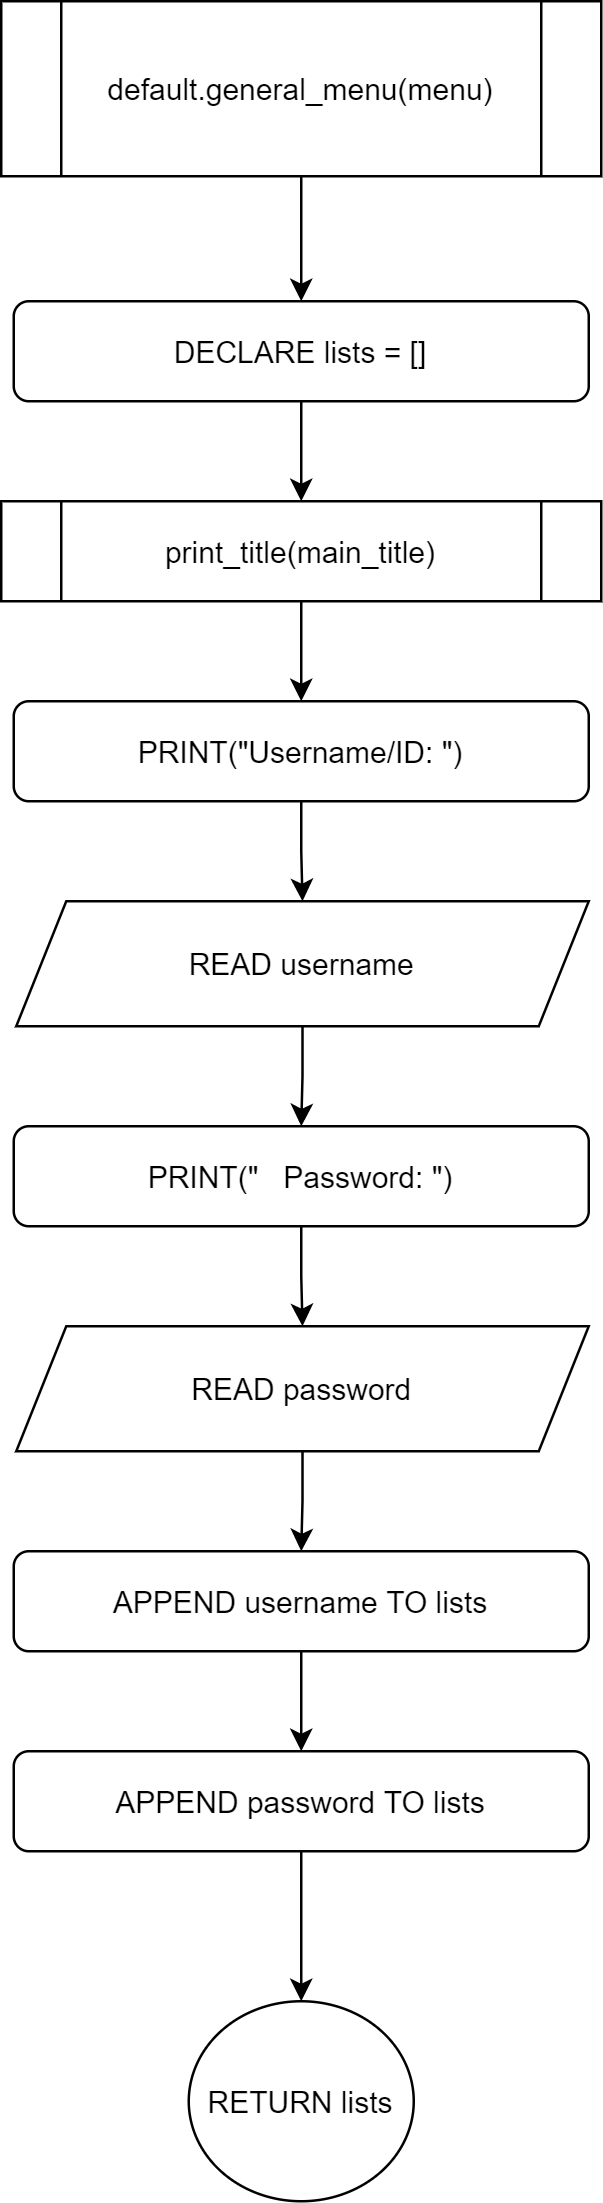 default.general_menu(menu)
DECLARE lists = []
print_title(main_title)
PRINT("Username/ID: ")
READ username
PRINT("   Password: ")
READ password
APPEND username TO lists
APPEND password TO lists
RETURN lists